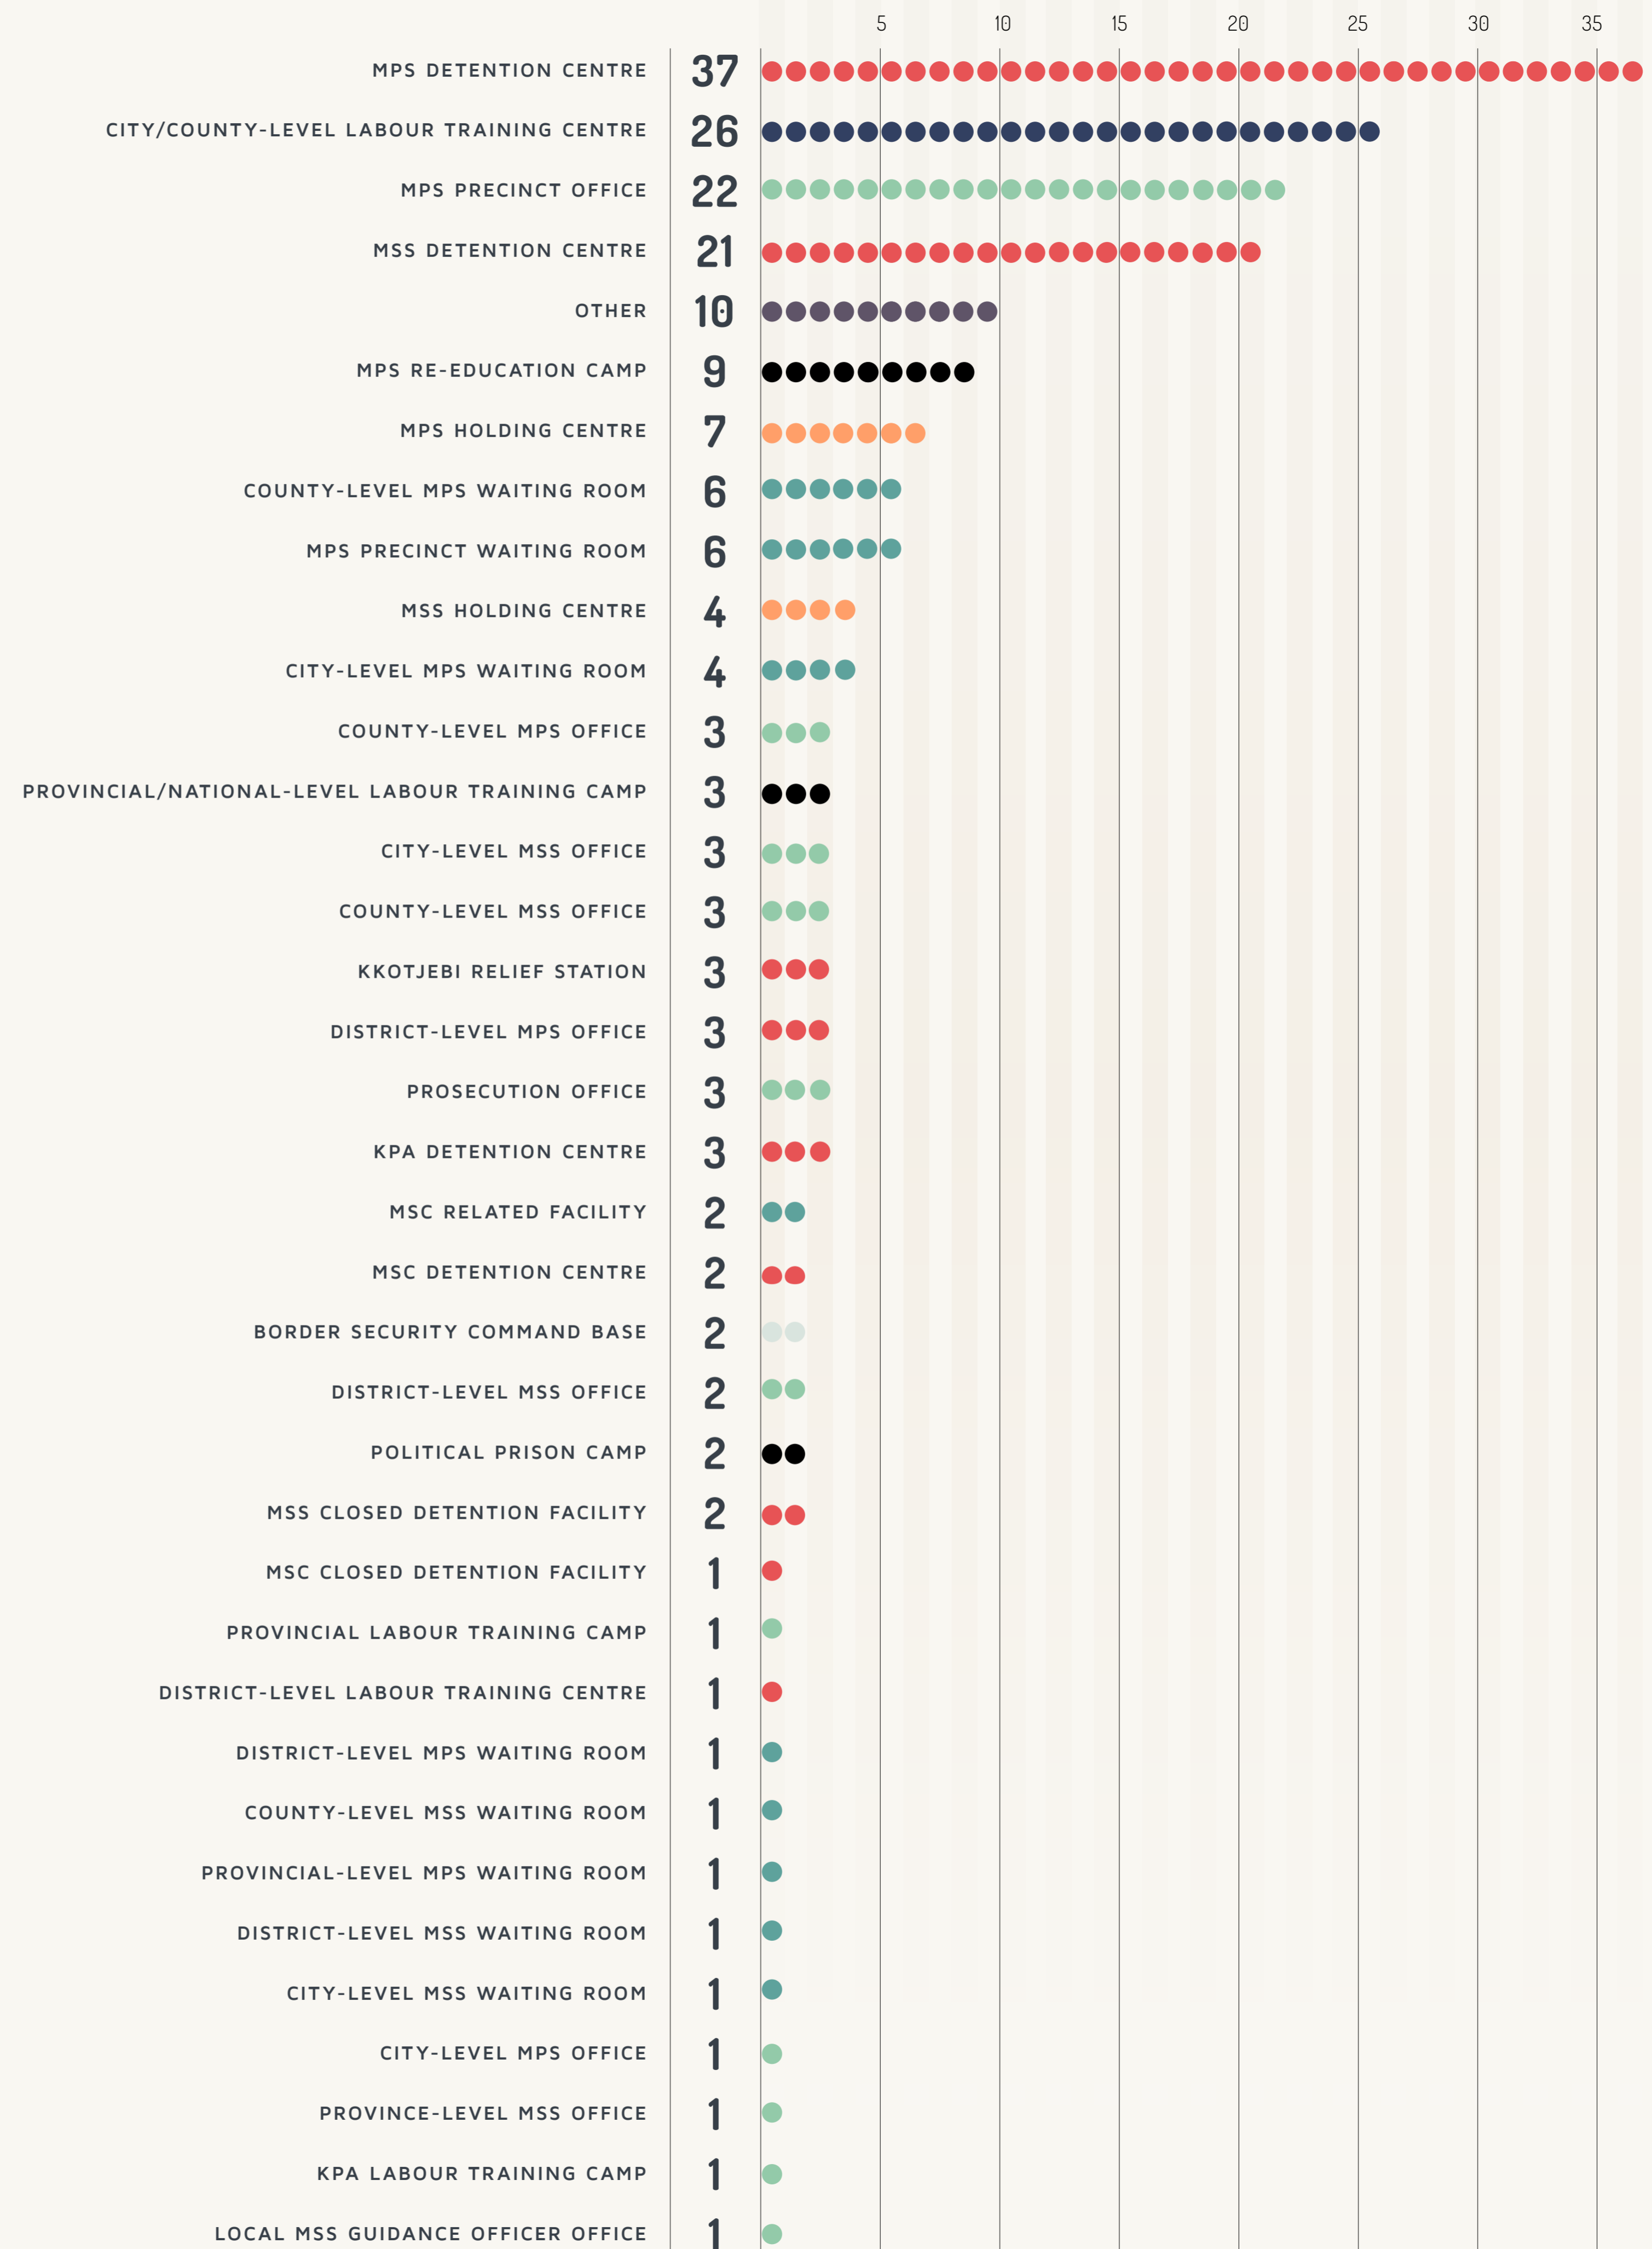 5 10 15 20 25 30 35
MPS DETENTION CENTRE 37
CITY/COUNTY-LEVEL LABOUR TRAINING CENTRE 26
MPS PRECINCT OFFICE 22
MSS DETENTION CENTRE 21
OTHER 10
MPS RE-EDUCATION CAMP 9
MPS HOLDING CENTRE 7
COUNTY-LEVEL MPS WAITING ROOM 6
MPS PRECINCT WAITING ROOM 6
MSS HOLDING CENTRE 4
CITY-LEVEL MPS WAITING ROOM 4
COUNTY-LEVEL MPS OFFICE 3
PROVINCIAL/NATIONAL-LEVEL LABOUR TRAINING CAMP 3
CITY-LEVEL MSS OFFICE 3
COUNTY-LEVEL MSS OFFICE 3
KKOTJEBI RELIEF STATION 3
DISTRICT-LEVEL MPS OFFICE 3
PROSECUTION OFFICE 3
KPA DETENTION CENTRE 3
MSC RELATED FACILITY 2
MSC DETENTION CENTRE 2
BORDER SECURITY COMMAND BASE 2
DISTRICT-LEVEL MSS OFFICE 2
POLITICAL PRISON CAMP 2
MSS CLOSED DETENTION FACILITY 2
MSC CLOSED DETENTION FACILITY 1
PROVINCIAL LABOUR TRAINING CAMP 1
DISTRICT-LEVEL LABOUR TRAINING CENTRE 1
DISTRICT-LEVEL MPS WAITING ROOM 1
COUNTY-LEVEL MSS WAITING ROOM 1
PROVINCIAL-LEVEL MPS WAITING ROOM 1
DISTRICT-LEVEL MSS WAITING ROOM 1
CITY-LEVEL MSS WAITING ROOM 1
CITY-LEVEL MPS OFFICE 1
PROVINCE-LEVEL MSS OFFICE 1
KPA LABOUR TRAINING CAMP 1
LOCAL MSS GUIDANCE OFFICER OFFICE 1